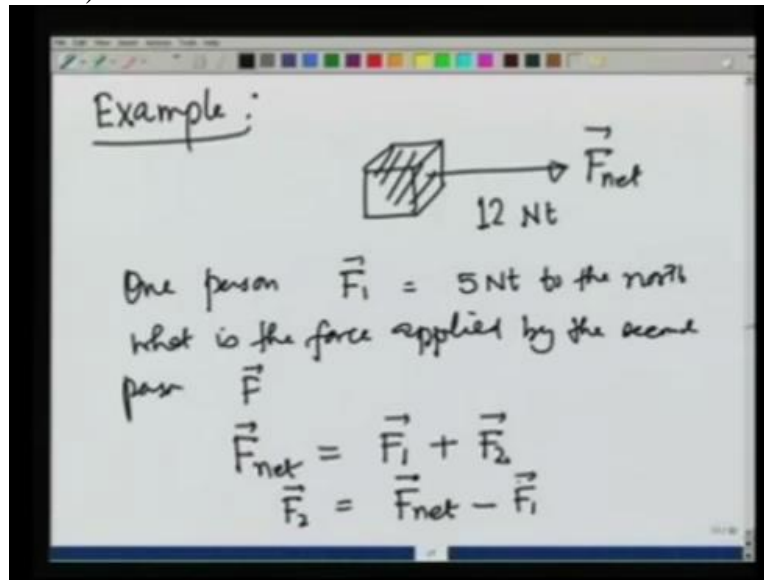 Example :
F⃗net
12 Nt
One person F⃗₁ = 5 Nt to the north
what is the force applied by the second
person F⃗
F⃗net = F⃗₁ + F⃗₂
F⃗₂ = F⃗net − F⃗₁